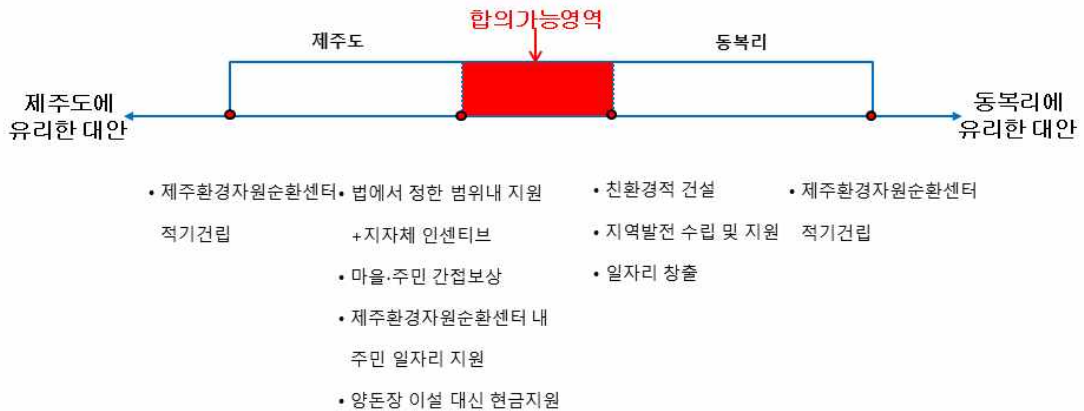 합의가능영역
제주도
동복리
제주도에
유리한 대안
동복리에
유리한 대안
• 제주환경자원순환센터
적기건립
• 법에서 정한 범위내 지원
+지자체 인센티브
• 마을·주민 간접보상
• 제주환경자원순환센터 내
주민 일자리 지원
• 양돈장 이설 대신 현금지원
• 친환경적 건설
• 지역발전 수립 및 지원
• 일자리 창출
• 제주환경자원순환센터
적기건립